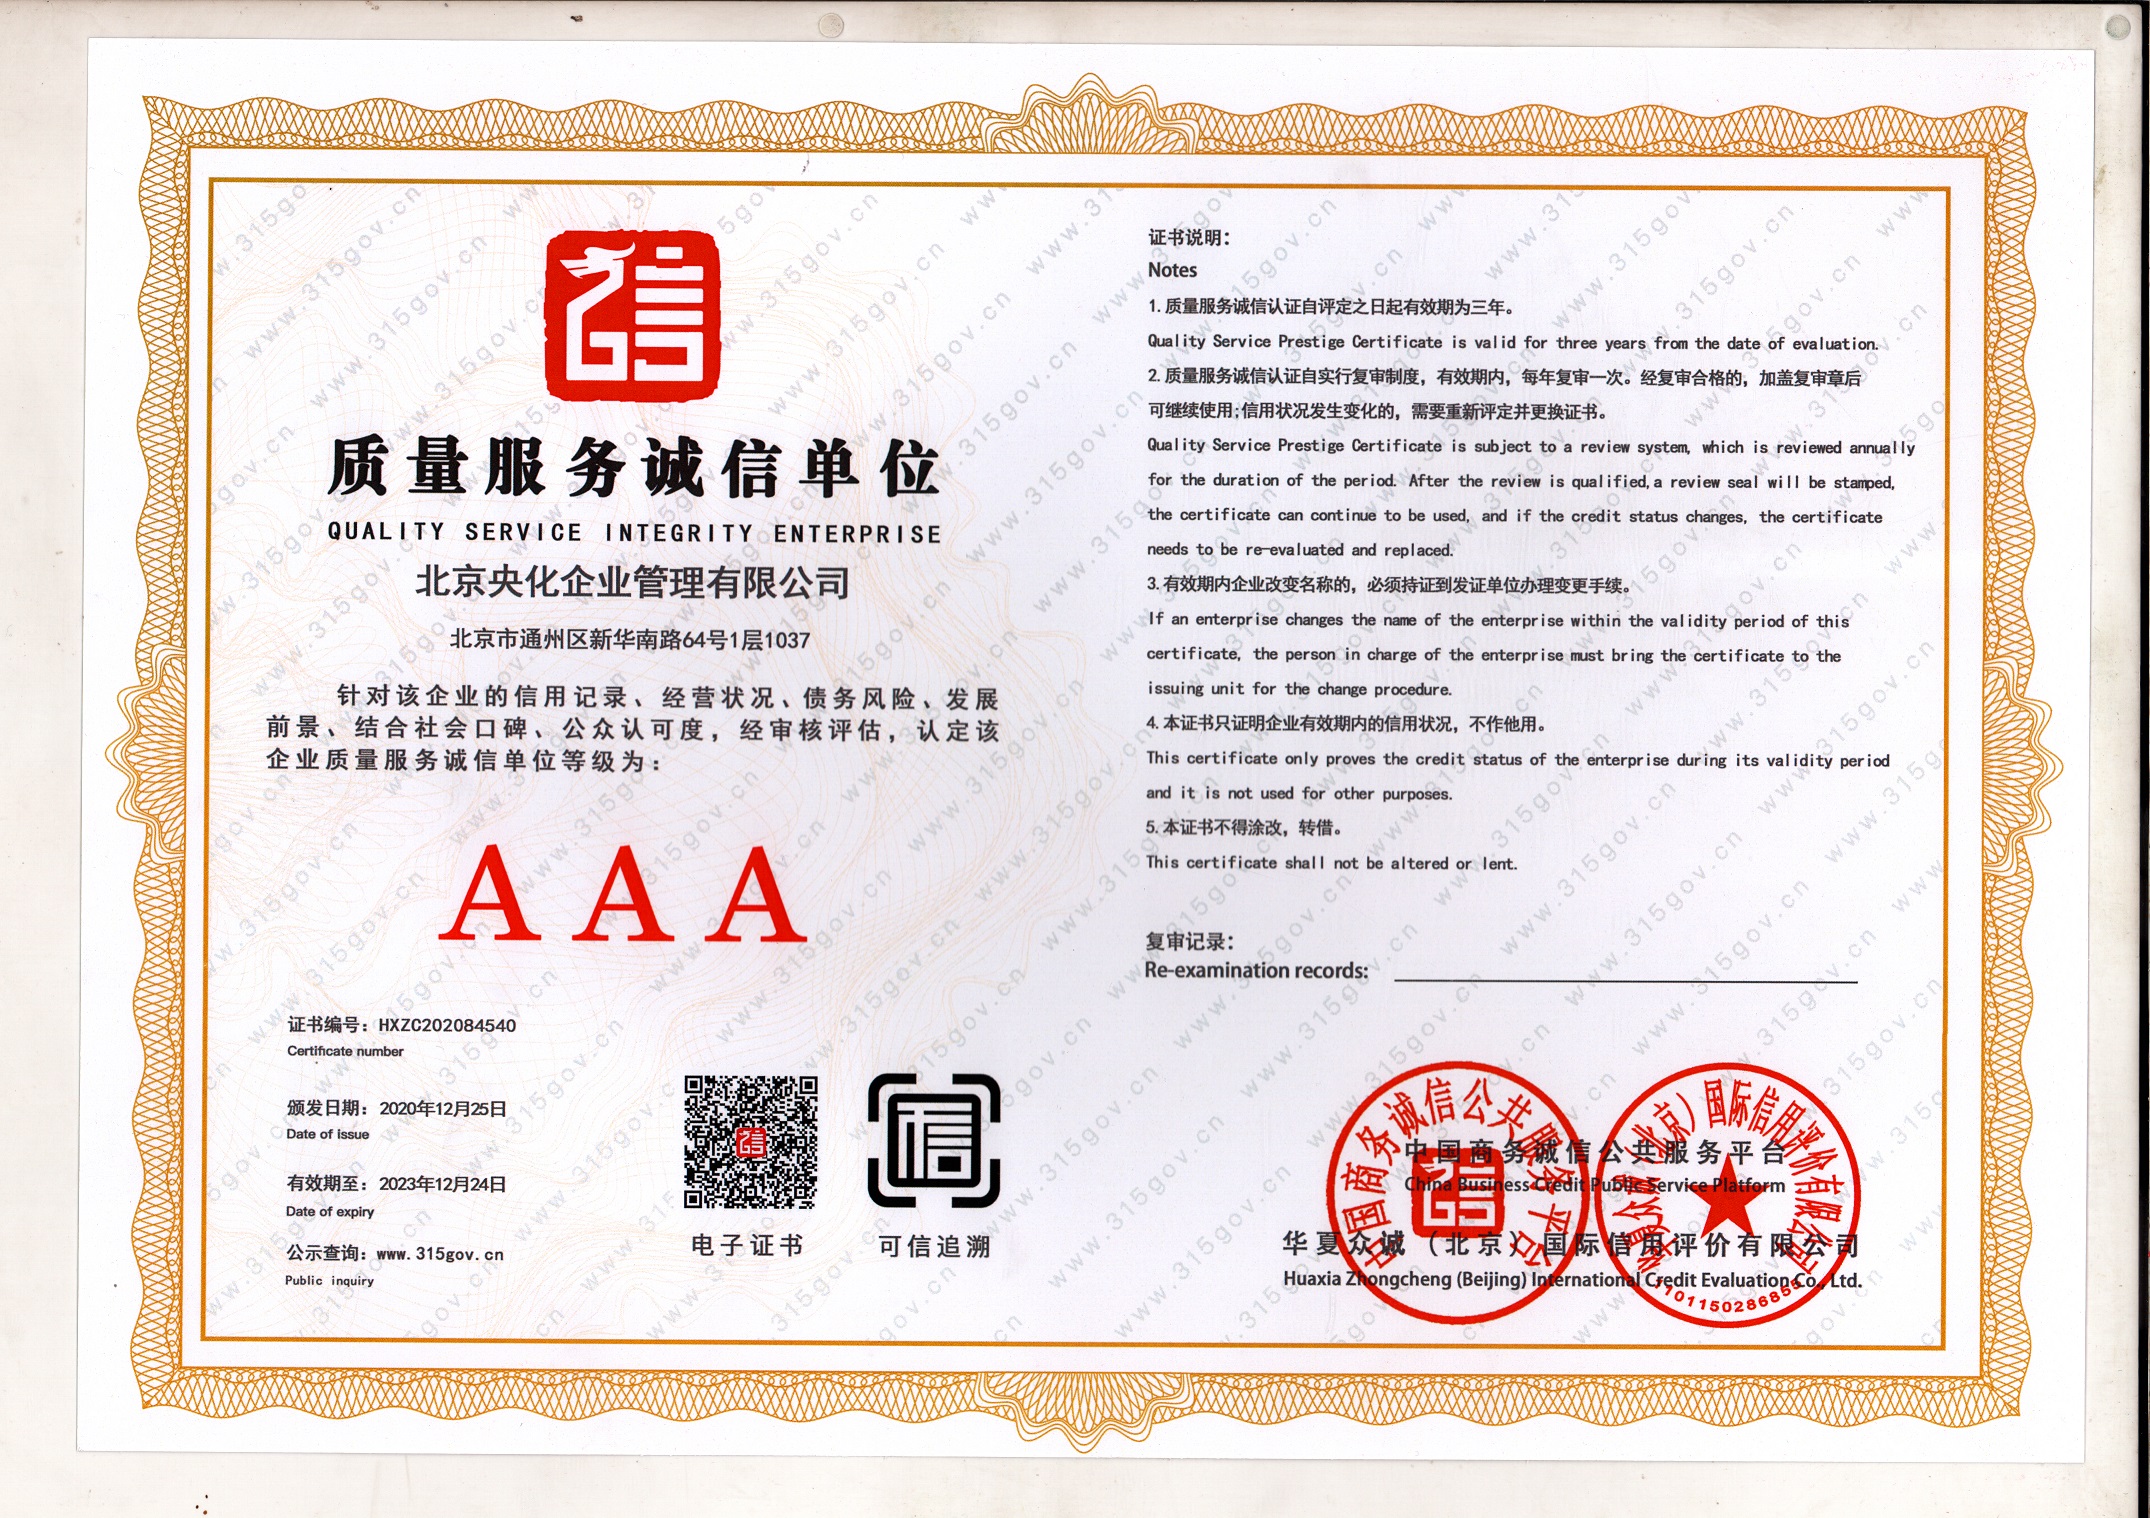 质量服务诚信单位
QUALITY SERVICE INTEGRITY ENTERPRISE
北京央化企业管理有限公司
北京市通州区新华南路64号1层1037
针对该企业的信用记录、经营状况、债务风险、发展
前景、结合社会口碑、公众认可度，经审核评估，认定该
企业质量服务诚信单位等级为：
AAA
证书编号：HXZC202084540
Certificate number
颁发日期：2020年12月25日
Date of issue
有效期至：2023年12月24日
Date of expiry
公示查询：www.315gov.cn
Public inquiry
电子证书
信
可信追溯
证书说明：
Notes
1. 质量服务诚信认证自评定之日起有效期为三年。
Quality Service Prestige Certificate is valid for three years from the date of evaluation.
2. 质量服务诚信认证自实行复审制度，有效期内，每年复审一次。经复审合格的，加盖复审章后
可继续使用;信用状况发生变化的，需要重新评定并更换证书。
Quality Service Prestige Certificate is subject to a review system, which is reviewed annually
for the duration of the period. After the review is qualified,a review seal will be stamped,
the certificate can continue to be used, and if the credit status changes, the certificate
needs to be re-evaluated and replaced.
3. 有效期内企业改变名称的，必须持证到发证单位办理变更手续。
If an enterprise changes the name of the enterprise within the validity period of this
certificate, the person in charge of the enterprise must bring the certificate to the
issuing unit for the change procedure.
4. 本证书只证明企业有效期内的信用状况，不作他用。
This certificate only proves the credit status of the enterprise during its validity period
and it is not used for other purposes.
5. 本证书不得涂改，转借。
This certificate shall not be altered or lent.
复审记录：
Re-examination records:
中国商务诚信公共服务平台
China Business Credit Public Service Platform
华夏众诚（北京）国际信用评价有限公司
Huaxia Zhongcheng (Beijing) International Credit Evaluation Co., Ltd.
中国商务诚信公共服务平台
华夏众诚（北京）国际信用评价有限公司
1101150286855
www.315gov.cn